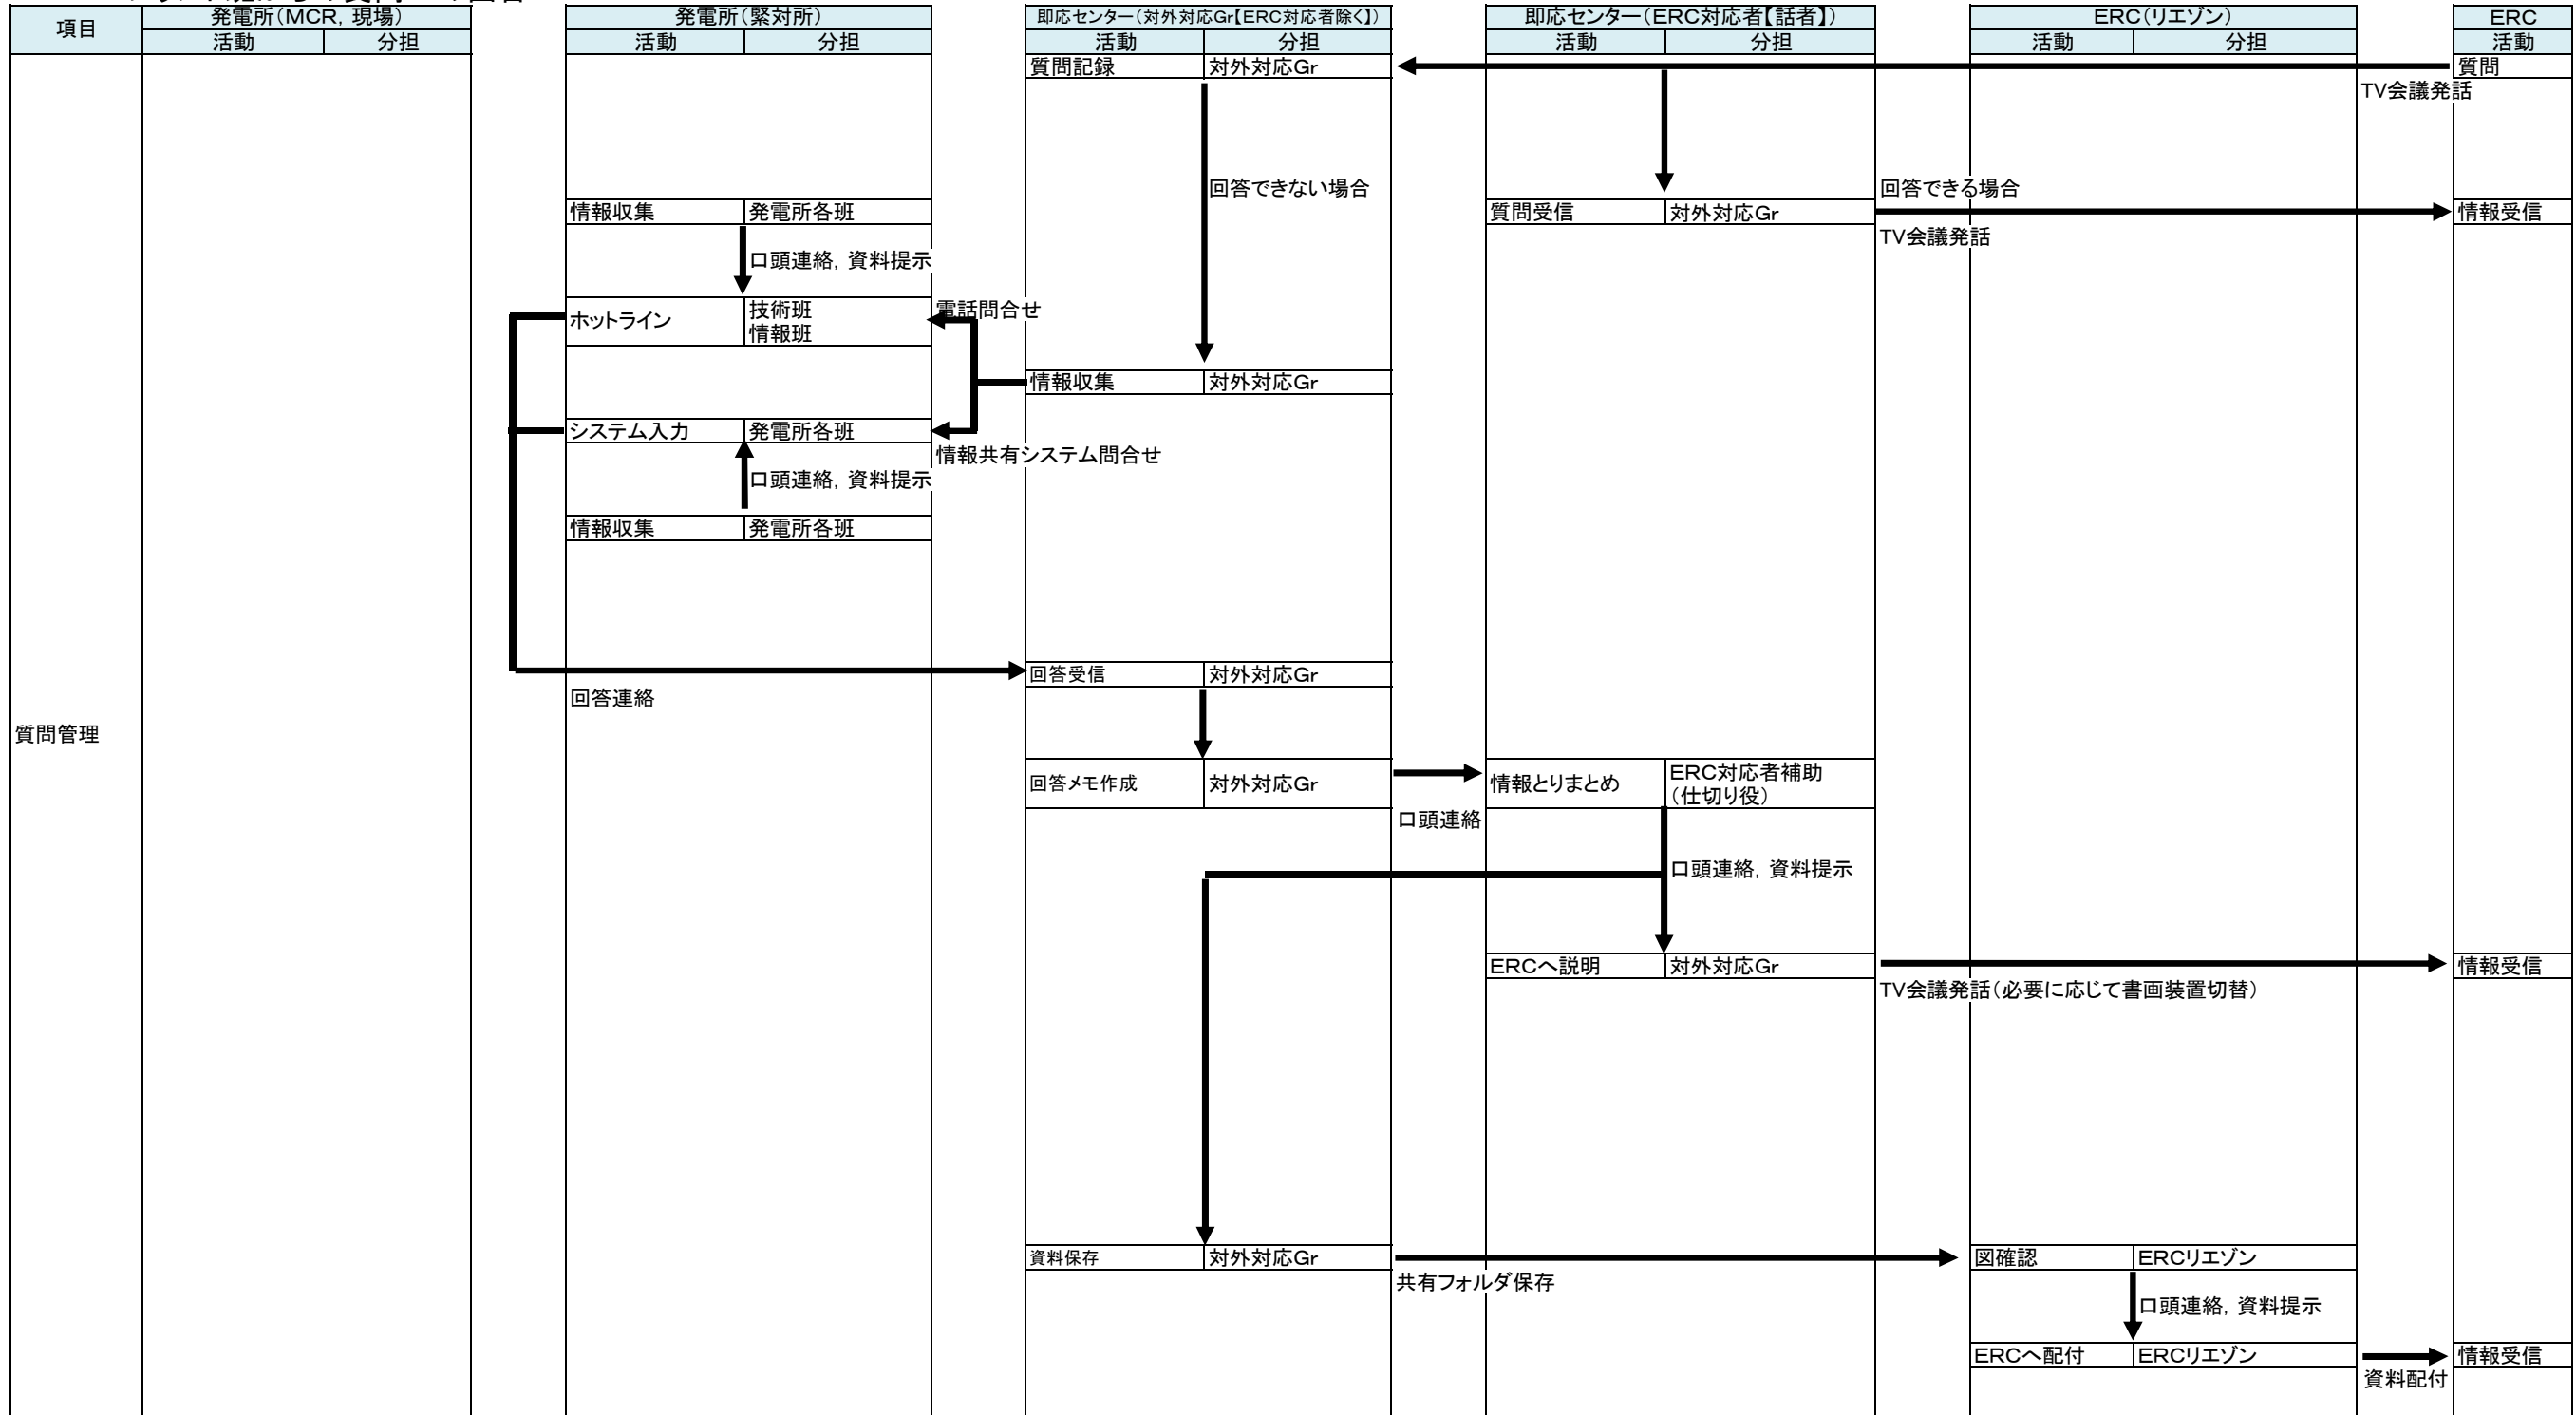 項目
発電所（MCR，現場）
発電所（緊対所）
即応センター（対外対応Gr【ERC対応者除く】）
即応センター（ERC対応者【話者】）
ERC（リエゾン）
ERC
活動
分担
活動
分担
活動
分担
活動
分担
活動
分担
活動
質問記録
対外対応Gr
質問
TV会議発話
回答できない場合
回答できる場合
情報収集
発電所各班
質問受信
対外対応Gr
情報受信
TV会議発話
口頭連絡，資料提示
電話問合せ
ホットライン
技術班
情報班
情報収集
対外対応Gr
システム入力
発電所各班
情報共有システム問合せ
口頭連絡，資料提示
情報収集
発電所各班
回答受信
対外対応Gr
回答連絡
質問管理
回答メモ作成
対外対応Gr
情報とりまとめ
ERC対応者補助
（仕切り役）
口頭連絡
口頭連絡，資料提示
ERCへ説明
対外対応Gr
情報受信
TV会議発話（必要に応じて書画装置切替）
資料保存
対外対応Gr
図確認
ERCリエゾン
共有フォルダ保存
口頭連絡，資料提示
ERCへ配付
ERCリエゾン
情報受信
資料配付